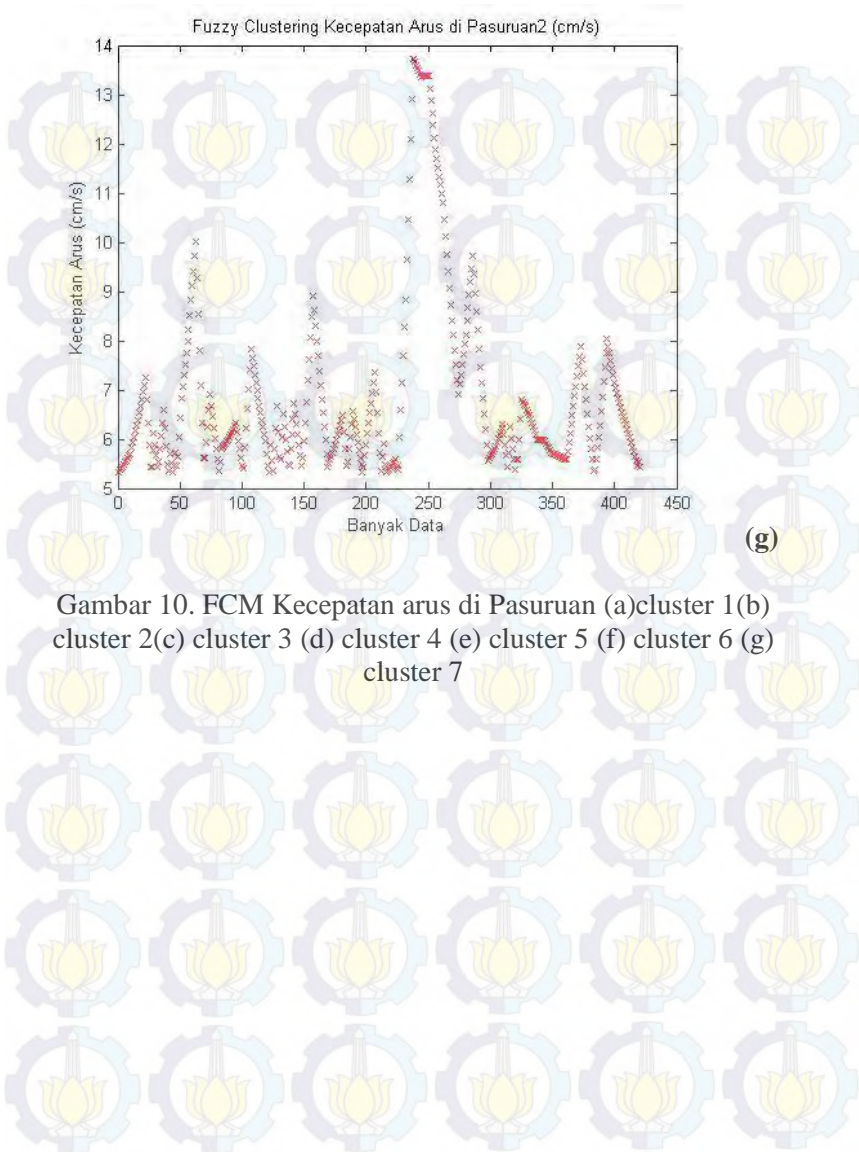 Fuzzy Clustering Kecepatan Arus di Pasuruan2 (cm/s)
14
13
12
11
10
9
8
7
6
5
Kecepatan Arus (cm/s)
0 50 100 150 200 250 300 350 400 450
Banyak Data
(g)
Gambar 10. FCM Kecepatan arus di Pasuruan (a)cluster 1(b)
cluster 2(c) cluster 3 (d) cluster 4 (e) cluster 5 (f) cluster 6 (g)
cluster 7